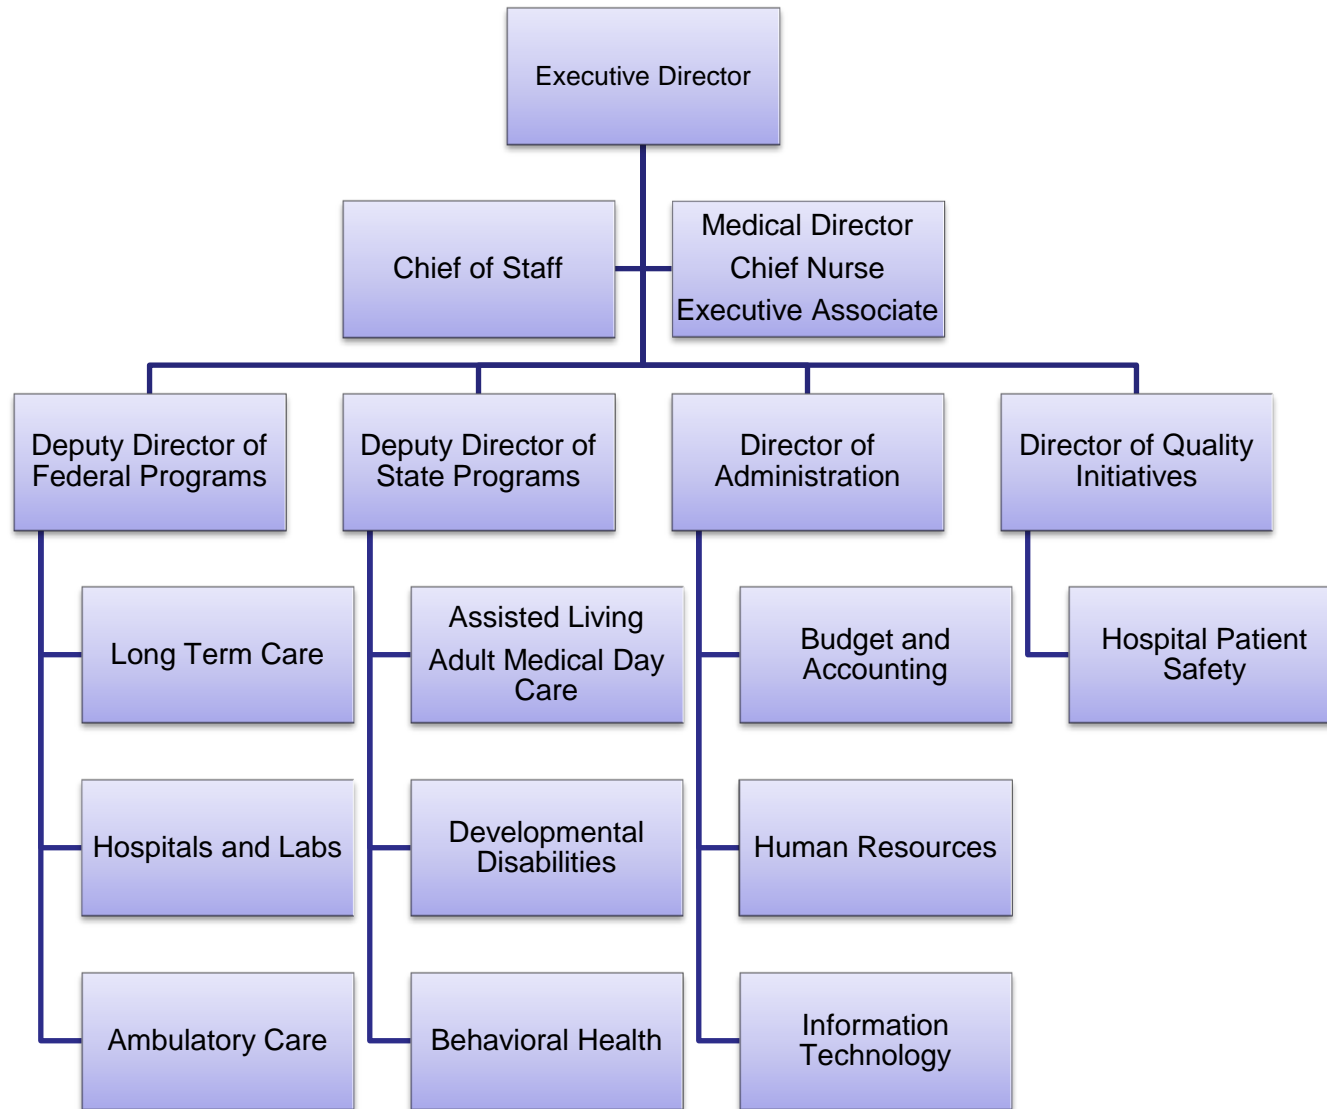 Executive Director
Chief of Staff
Medical Director
Chief Nurse
Executive Associate
Deputy Director of
Federal Programs
Deputy Director of
State Programs
Director of
Administration
Director of Quality
Initiatives
Long Term Care
Assisted Living
Adult Medical Day
Care
Budget and
Accounting
Hospital Patient
Safety
Hospitals and Labs
Developmental
Disabilities
Human Resources
Ambulatory Care
Behavioral Health
Information
Technology